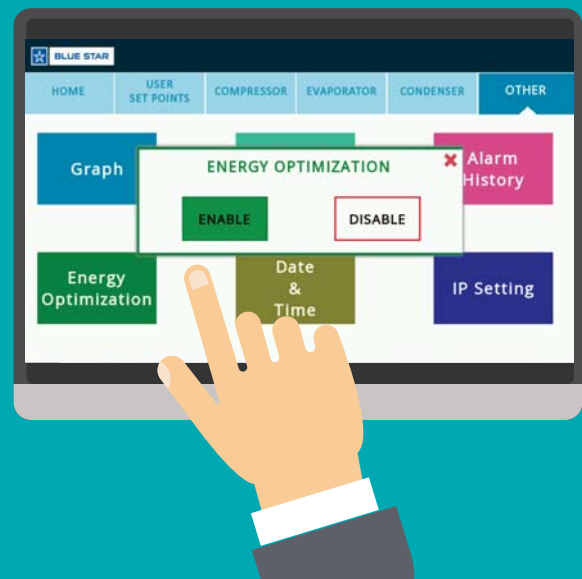 BLUE STAR
HOME
USER
SET POINTS
COMPRESSOR
EVAPORATOR
CONDENSER
OTHER
Graph
Alarm
History
ENERGY OPTIMIZATION
ENABLE
DISABLE
Energy
Optimization
Date
&
Time
IP Setting